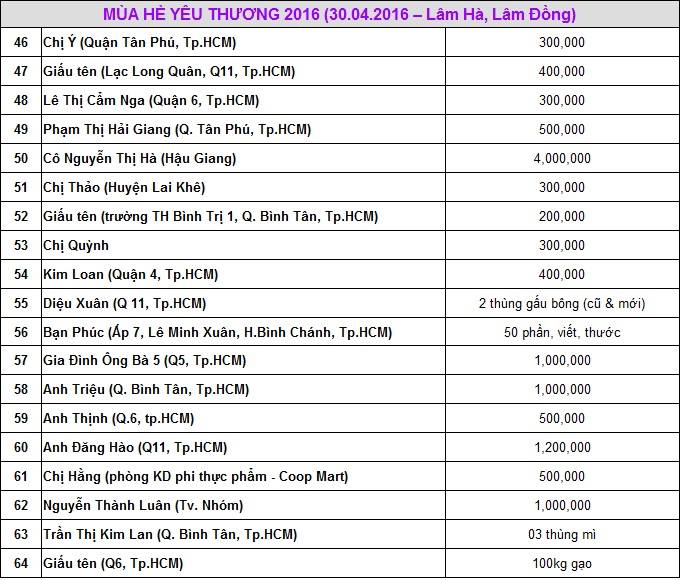 MÙA HÈ YÊU THƯƠNG 2016 (30.04.2016 – Lâm Hà, Lâm Đồng)
46 Chị Ý (Quận Tân Phú, Tp.HCM) 300,000
47 Giấu tên (Lạc Long Quân, Q11, Tp.HCM) 400,000
48 Lê Thị Cẩm Nga (Quận 6, Tp.HCM) 300,000
49 Phạm Thị Hải Giang (Q. Tân Phú, Tp.HCM) 500,000
50 Cô Nguyễn Thị Hà (Hậu Giang) 4,000,000
51 Chị Thảo (Huyện Lai Khê) 300,000
52 Giấu tên (trường TH Bình Trị 1, Q. Bình Tân, Tp.HCM) 200,000
53 Chị Quỳnh 300,000
54 Kim Loan (Quận 4, Tp.HCM) 400,000
55 Diệu Xuân (Q 11, Tp.HCM) 2 thùng gấu bông (cũ & mới)
56 Bạn Phúc (Ấp 7, Lê Minh Xuân, H.Bình Chánh, Tp.HCM) 50 phần, viết, thước
57 Gia Đình Ông Bà 5 (Q5, Tp.HCM) 1,000,000
58 Anh Triệu (Q. Bình Tân, Tp.HCM) 1,000,000
59 Anh Thịnh (Q.6, tp.HCM) 500,000
60 Anh Đăng Hào (Q11, Tp.HCM) 1,200,000
61 Chị Hằng (phòng KD phi thực phẩm - Coop Mart) 500,000
62 Nguyễn Thành Luân (Tv. Nhóm) 1,000,000
63 Trần Thị Kim Lan (Q. Bình Tân, Tp.HCM) 03 thùng mì
64 Giấu tên (Q6, Tp.HCM) 100kg gạo